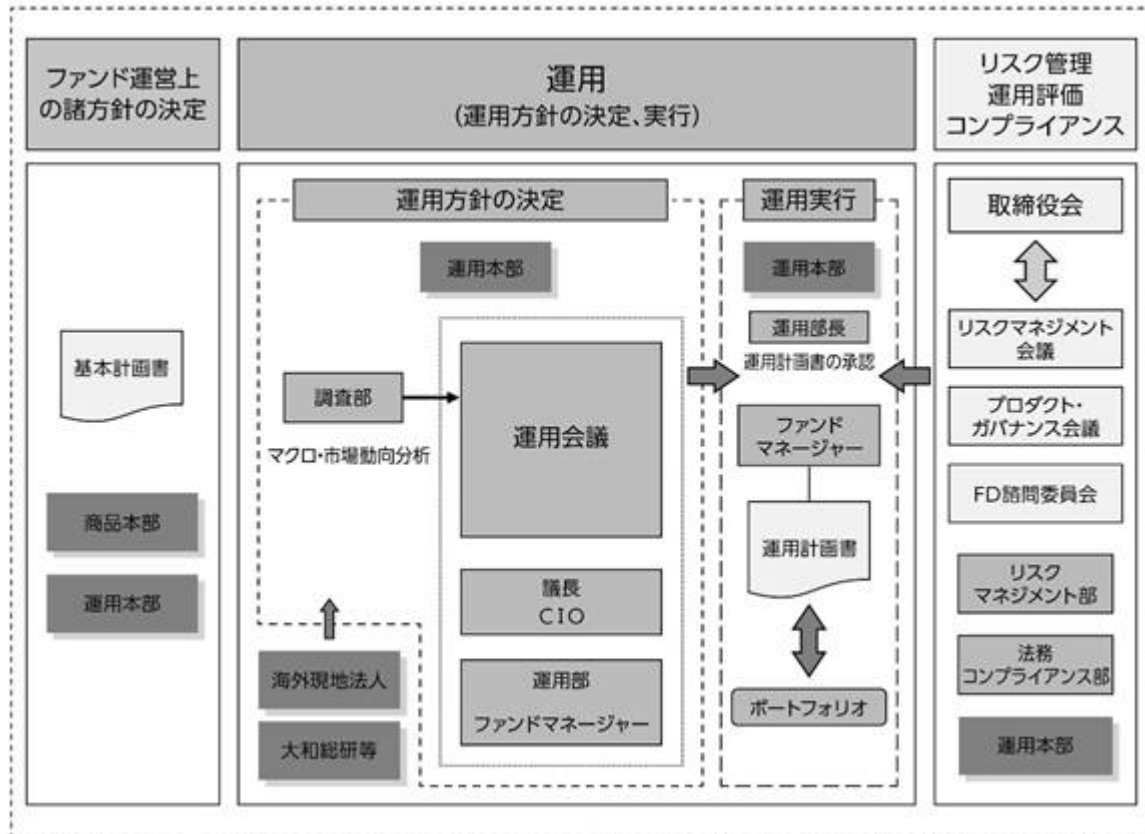 ファンド運営上
の諸方針の決定
運用
(運用方針の決定、実行)
リスク管理
運用評価
コンプライアンス
基本計画書
商品本部
運用本部
運用方針の決定
運用本部
調査部
マクロ・市場動向分析
運用会議
議長
CIO
運用部
ファンドマネージャー
海外現地法人
大和総研等
運用実行
運用本部
運用部長
運用計画書の承認
ファンド
マネージャー
運用計画書
ポートフォリオ
取締役会
リスクマネジメント
会議
プロダクト・
ガバナンス会議
FD諮問委員会
リスク
マネジメント部
法務
コンプライアンス部
運用本部